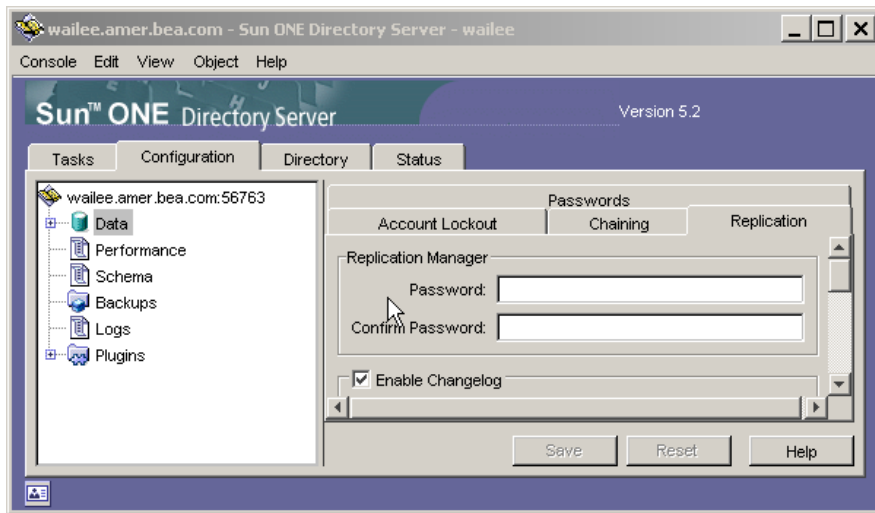 wailee.amer.bea.com - Sun ONE Directory Server - wailee
Console Edit View Object Help
Sun™ ONE Directory Server
Version 5.2
Tasks Configuration Directory Status
wailee.amer.bea.com:56763
Data
Performance
Schema
Backups
Logs
Plugins
Passwords
Account Lockout Chaining Replication
Replication Manager
Password:
Confirm Password:
Enable Changelog
Save Reset Help